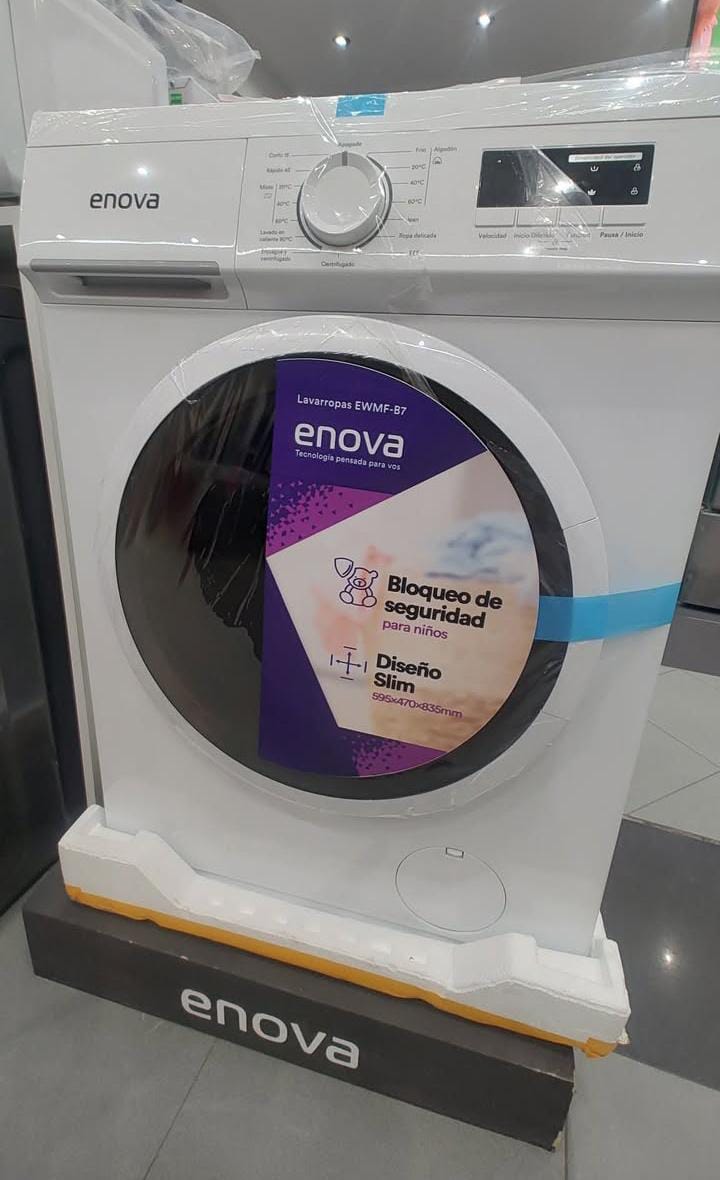 enova
Apagado
Corto 15'
Rápido 45'
Mixto
20°C
40°C
60°C
Lavado en
caliente 90°C
Enjuague y
centrifugado
Centrifugado
Frío
Algodón
20°C
40°C
60°C
Ropa delicada
Velocidad
Inicio Diferido
Pausa / Inicio
Lavarropas EWMF-B7
enova
Tecnología pensada para vos
Bloqueo de
seguridad
para niños
Diseño
Slim
595x470x835mm
enova